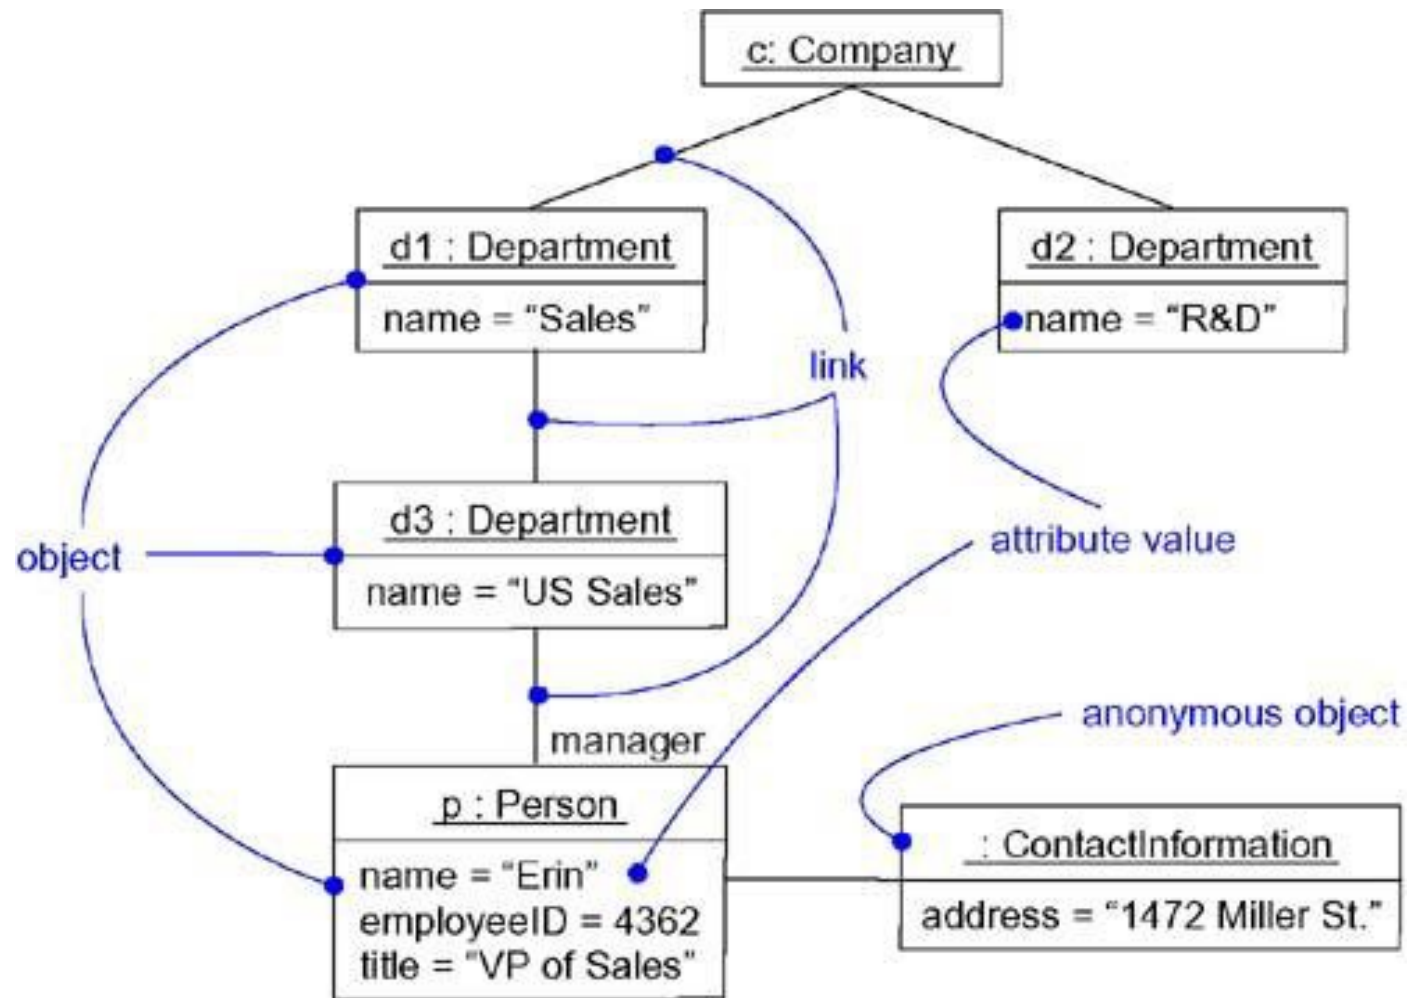 c: Company
d1 : Department
name = “Sales”
d2 : Department
name = “R&D”
link
d3 : Department
name = “US Sales”
object
attribute value
manager
anonymous object
p : Person
name = “Erin”
employeeID = 4362
title = “VP of Sales”
: ContactInformation
address = “1472 Miller St.”